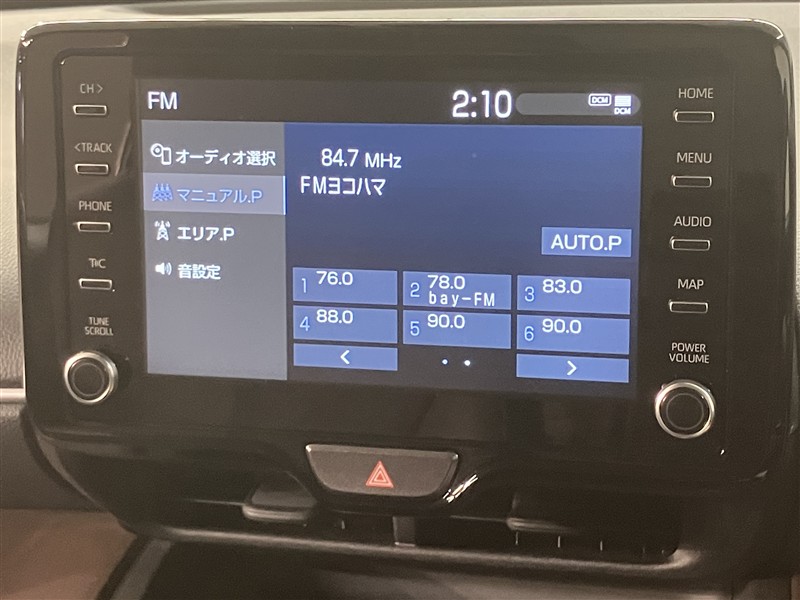 CH >
< TRACK
PHONE
T:C
TUNE
SCROLL
FM
2:10
DCM
DCM
オーディオ選択
マニュアル.P
エリア.P
音設定
84.7 MHz
FMヨコハマ
AUTO.P
1 76.0
2 78.0
bay-FM
3 83.0
4 88.0
5 90.0
6 90.0
<
>
HOME
MENU
AUDIO
MAP
POWER
VOLUME